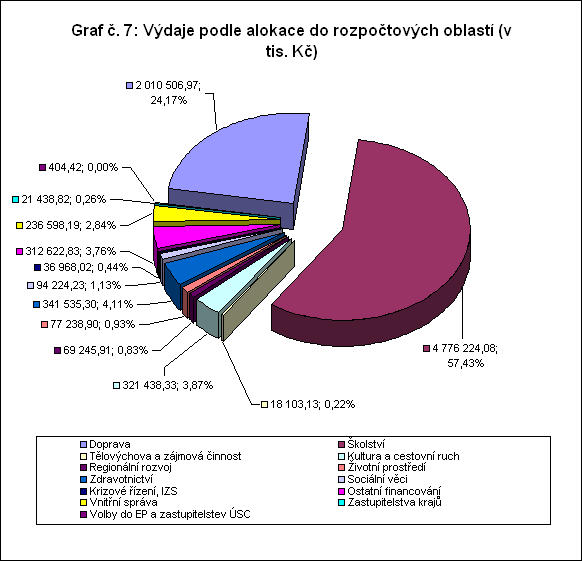 Graf č. 7: Výdaje podle alokace do rozpočtových oblastí (v
tis. Kč)
2 010 506,97;
24,17%
404,42; 0,00%
21 438,82; 0,26%
236 598,19; 2,84%
312 622,83; 3,76%
36 968,02; 0,44%
94 224,23; 1,13%
341 535,30; 4,11%
77 238,90; 0,93%
69 245,91; 0,83%
321 438,33; 3,87%
18 103,13; 0,22%
4 776 224,08;
57,43%
Doprava
Školství
Tělovýchova a zájmová činnost
Kultura a cestovní ruch
Regionální rozvoj
Životní prostředí
Zdravotnictví
Sociální věci
Krizové řízení, IZS
Ostatní financování
Vnitřní správa
Zastupitelstva krajů
Volby do EP a zastupitelstev ÚSC